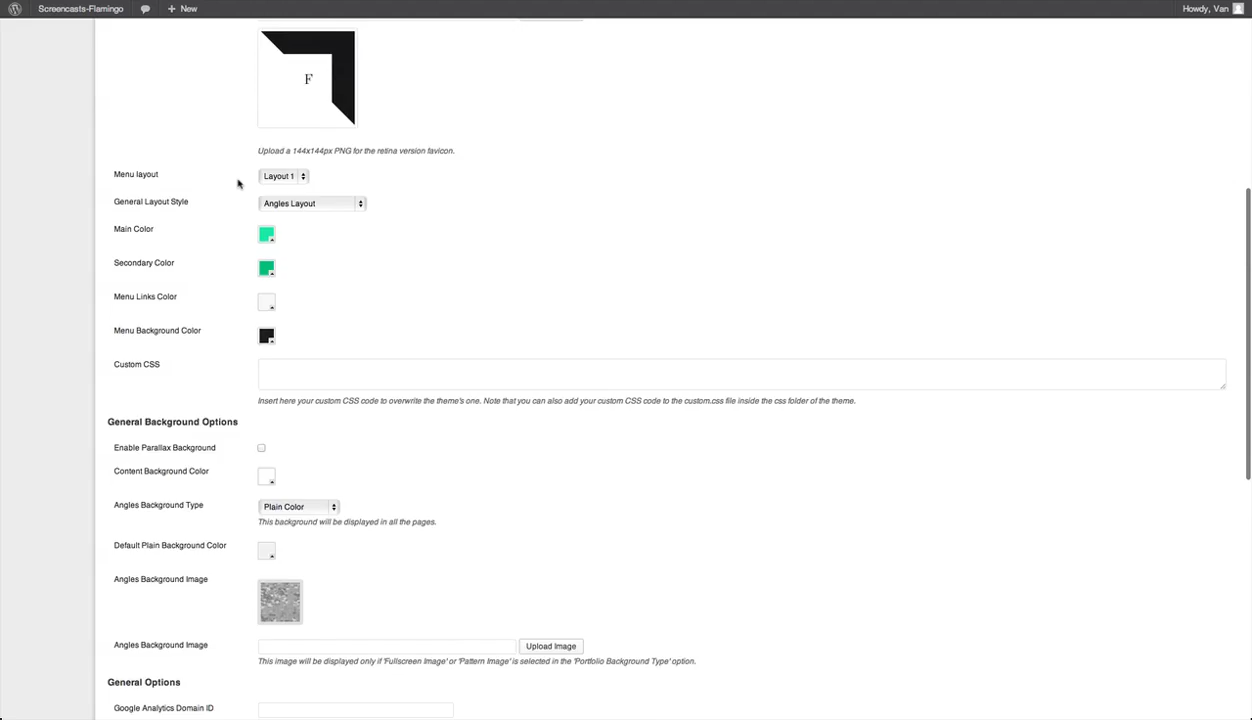 Screencasts-Flamingo + New Howdy, Van
F
Upload a 144x144px PNG for the retina version favicon.
Menu layout Layout 1
General Layout Style Angles Layout
Main Color
Secondary Color
Menu Links Color
Menu Background Color
Custom CSS
Insert here your custom CSS code to overwrite the theme's one. Note that you can also add your custom CSS code to the custom.css file inside the css folder of the theme.
General Background Options
Enable Parallax Background
Content Background Color
Angles Background Type Plain Color
This background will be displayed in all the pages.
Default Plain Background Color
Angles Background Image
Angles Background Image Upload Image
This image will be displayed only if 'Fullscreen Image' or 'Pattern Image' is selected in the 'Portfolio Background Type' option.
General Options
Google Analytics Domain ID